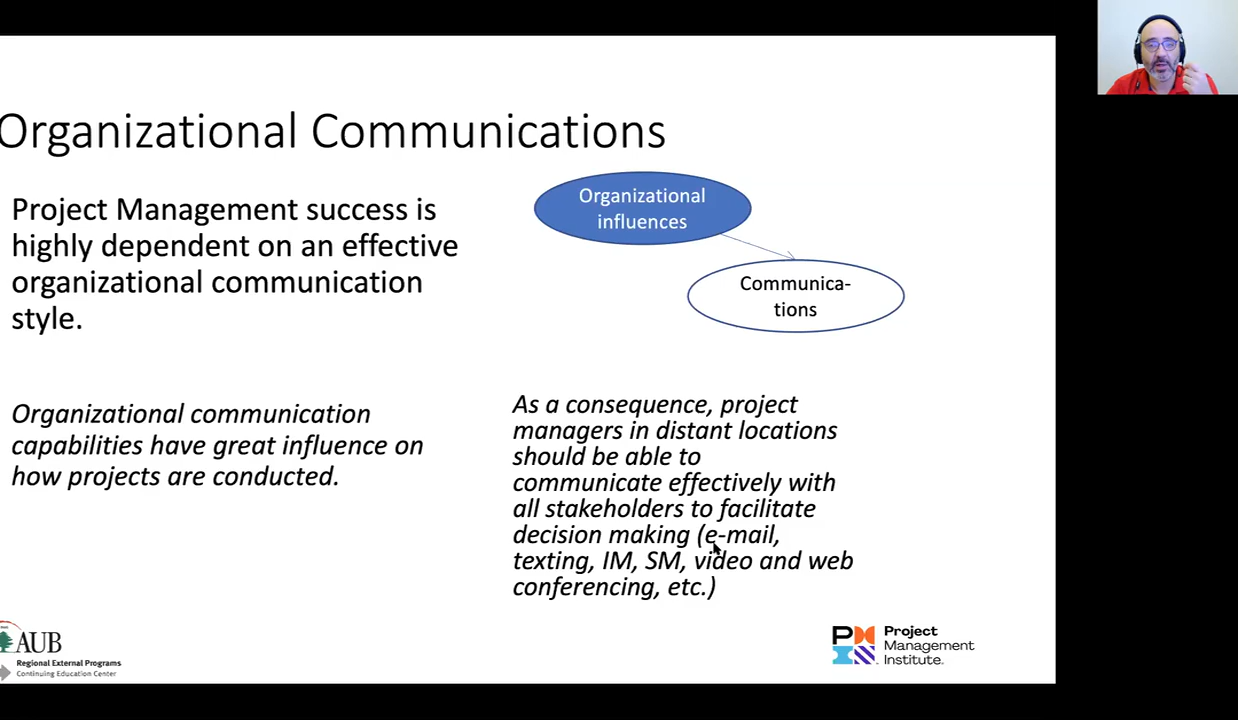 Organizational Communications
Project Management success is
highly dependent on an effective
organizational communication
style.
Organizational
influences
Communica-
tions
Organizational communication
capabilities have great influence on
how projects are conducted.
As a consequence, project
managers in distant locations
should be able to
communicate effectively with
all stakeholders to facilitate
decision making (e-mail,
texting, IM, SM, video and web
conferencing, etc.)
AUB
Regional External Programs
Continuing Education Center
Project
Management
Institute.